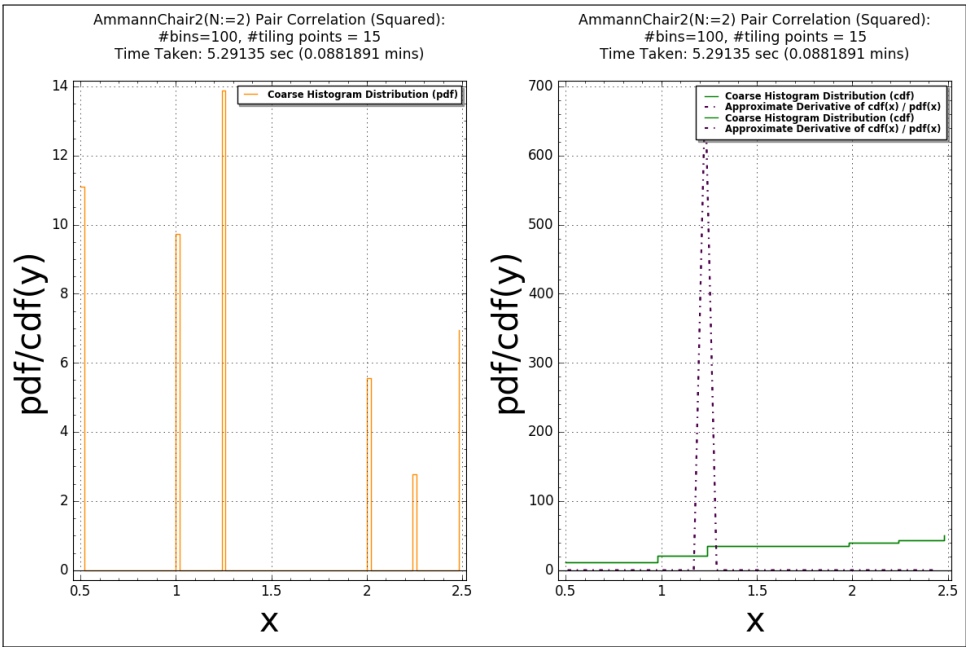 AmmannChair2(N:=2) Pair Correlation (Squared):
#bins=100, #tiling points = 15
Time Taken: 5.29135 sec (0.0881891 mins)
Coarse Histogram Distribution (pdf)
14
12
10
8
6
4
2
0
0.5
1
1.5
2
2.5
pdf/cdf(y)
x
AmmannChair2(N:=2) Pair Correlation (Squared):
#bins=100, #tiling points = 15
Time Taken: 5.29135 sec (0.0881891 mins)
Coarse Histogram Distribution (cdf)
Approximate Derivative of cdf(x) / pdf(x)
Coarse Histogram Distribution (cdf)
Approximate Derivative of cdf(x) / pdf(x)
700
600
500
400
300
200
100
0
0.5
1
1.5
2
2.5
pdf/cdf(y)
x